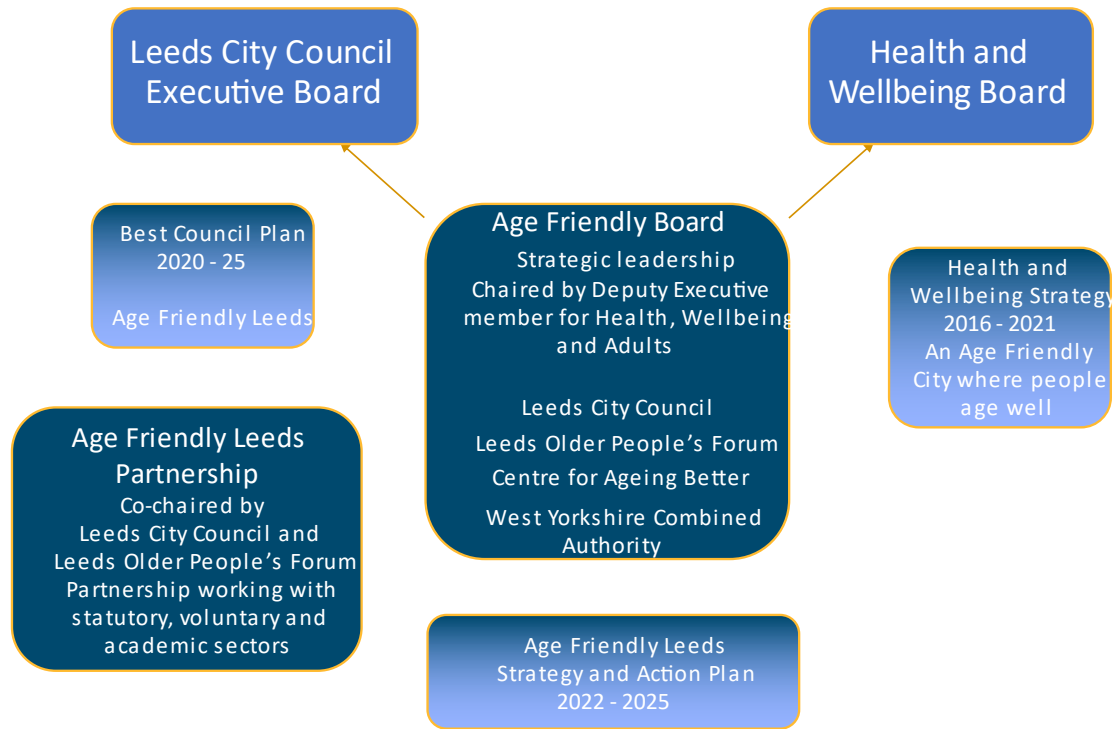 Leeds City Council
Executive Board
Health and
Wellbeing Board
Best Council Plan
2020 - 25
Age Friendly Leeds
Age Friendly Board
Strategic leadership
Chaired by Deputy Executive
member for Health, Wellbeing
and Adults
Leeds City Council
Leeds Older People’s Forum
Centre for Ageing Better
West Yorkshire Combined
Authority
Health and
Wellbeing Strategy
2016 - 2021
An Age Friendly
City where people
age well
Age Friendly Leeds
Partnership
Co-chaired by
Leeds City Council and
Leeds Older People’s Forum
Partnership working with
statutory, voluntary and
academic sectors
Age Friendly Leeds
Strategy and Action Plan
2022 - 2025